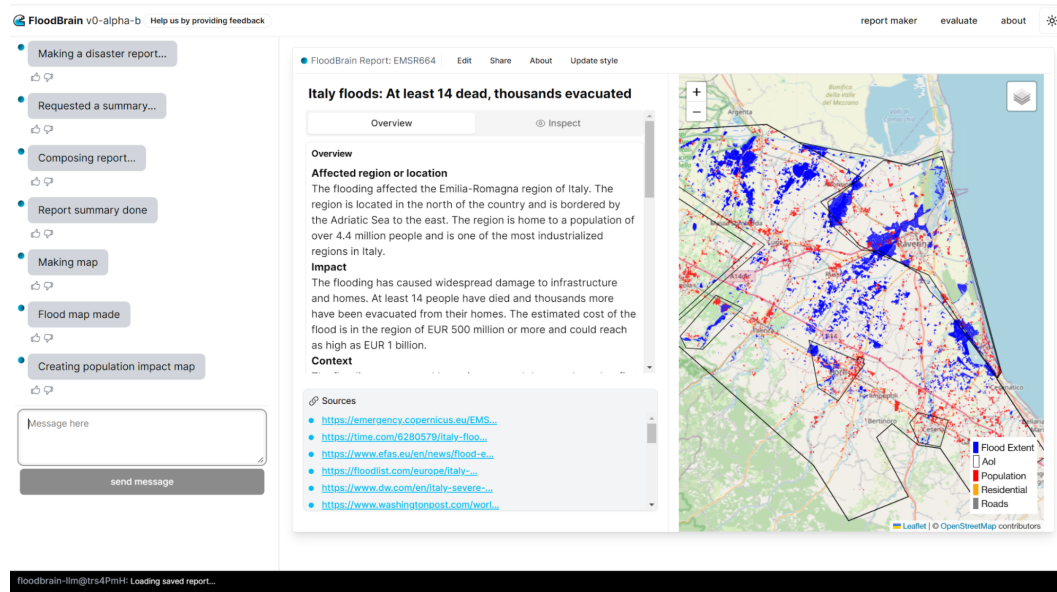 FloodBrain v0-alpha-b Help us by providing feedback
report maker evaluate about
Making a disaster report...
Requested a summary...
Composing report...
Report summary done
Making map
Flood map made
Creating population impact map
Message here
send message
FloodBrain Report: EMSR664 Edit Share About Update style
Italy floods: At least 14 dead, thousands evacuated
Overview Inspect
Overview
Affected region or location
The flooding affected the Emilia-Romagna region of Italy. The
region is located in the north of the country and is bordered by
the Adriatic Sea to the east. The region is home to a population of
over 4.4 million people and is one of the most industrialized
regions in Italy.
Impact
The flooding has caused widespread damage to infrastructure
and homes. At least 14 people have died and thousands more
have been evacuated from their homes. The estimated cost of the
flood is in the region of EUR 500 million or more and could reach
as high as EUR 1 billion.
Context
Sources
https://emergency.copernicus.eu/EMS...
https://time.com/6280579/italy-floo...
https://www.efas.eu/en/news/flood-e...
https://floodlist.com/europe/italy-...
https://www.dw.com/en/italy-severe-...
https://www.washingtonpost.com/worl...
+
−
Bonifica
della Valle
del Mezzano
Argenta
Ravenna
Cesenatico
Bertinoro
Cesena
Flood Extent
AoI
Population
Residential
Roads
Leaflet | © OpenStreetMap contributors
floodbrain-llm@trs4PmH: Loading saved report...